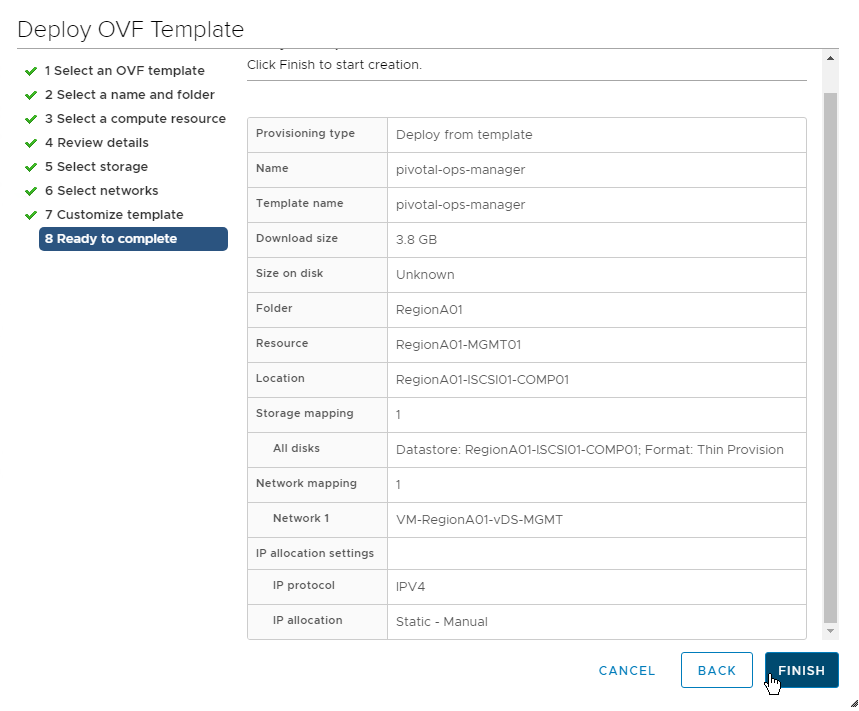 Deploy OVF Template
1 Select an OVF template
2 Select a name and folder
3 Select a compute resource
4 Review details
5 Select storage
6 Select networks
7 Customize template
8 Ready to complete
Click Finish to start creation.
Provisioning type Deploy from template
Name pivotal-ops-manager
Template name pivotal-ops-manager
Download size 3.8 GB
Size on disk Unknown
Folder RegionA01
Resource RegionA01-MGMT01
Location RegionA01-ISCSI01-COMP01
Storage mapping 1
All disks Datastore: RegionA01-ISCSI01-COMP01; Format: Thin Provision
Network mapping 1
Network 1 VM-RegionA01-vDS-MGMT
IP allocation settings
IP protocol IPV4
IP allocation Static - Manual
CANCEL BACK FINISH